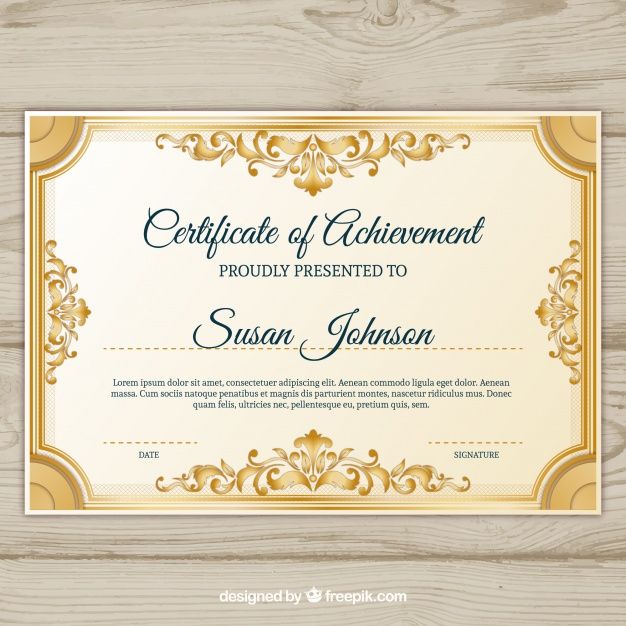 Certificate of Achievement
PROUDLY PRESENTED TO
Susan Johnson
Lorem ipsum dolor sit amet, consectetuer adipiscing elit. Aenean commodo ligula eget dolor.
Aenean massa. Cum sociis natoque penatibus et magnis dis parturient montes, nascetur ridiculus mus.
Donec quam felis, ultricies nec, pellentesque eu, pretium quis, sem.
DATE
SIGNATURE
designed by freepik.com